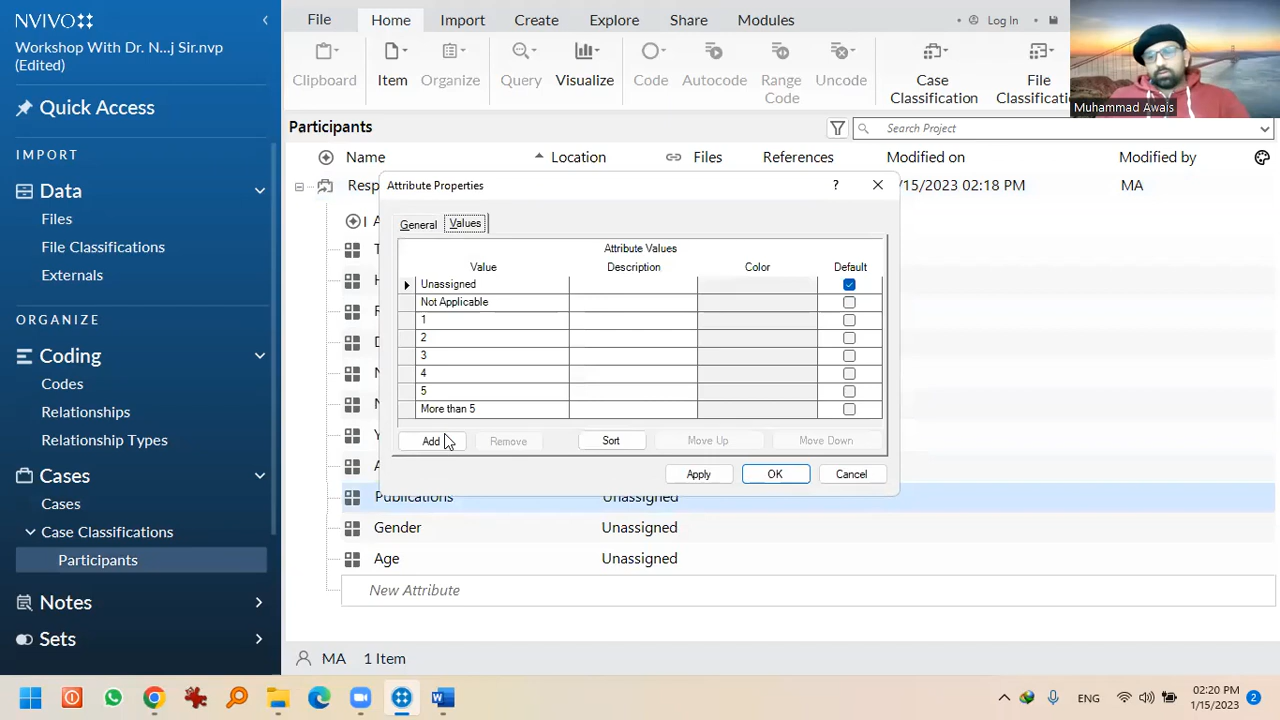 NVIVO
Workshop With Dr. N...j Sir.nvp
(Edited)
Quick Access
IMPORT
Data
Files
File Classifications
Externals
ORGANIZE
Coding
Codes
Relationships
Relationship Types
Cases
Cases
Case Classifications
Participants
Notes
Sets
File Home Import Create Explore Share Modules Log In
Clipboard Item Organize Query Visualize Code Autocode Range Code Uncode Case Classification File
Muhammad Awais
Participants Search Project
Name Location Files References Modified on Modified by
Attribute Properties ? 02:18 PM MA
General Values
Attribute Values
Value Description Color Default
Unassigned
Not Applicable
1
2
3
4
5
More than 5
Add Remove Sort Move Up Move Down
Apply OK Cancel
Publications Unassigned
Gender Unassigned
Age Unassigned
New Attribute
MA 1 Item
ENG 02:20 PM
1/15/2023 2